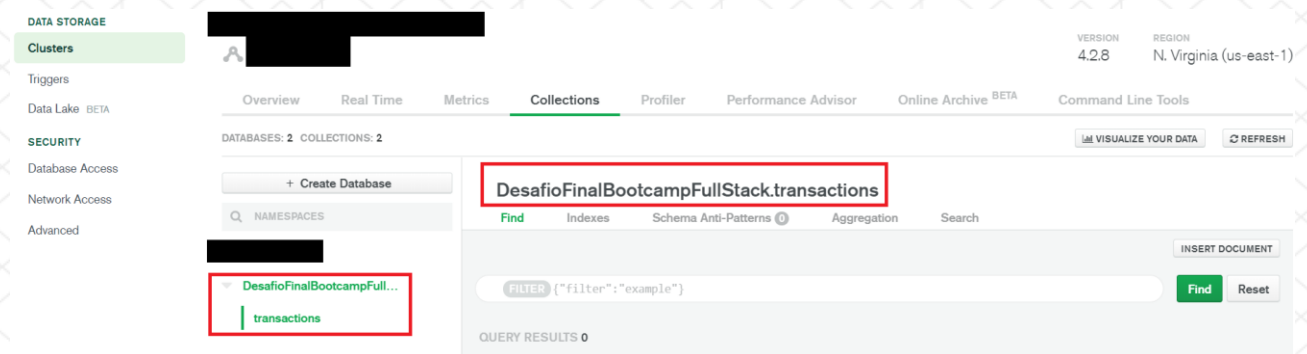 DATA STORAGE
Clusters
Triggers
Data Lake BETA
SECURITY
Database Access
Network Access
Advanced
VERSION
4.2.8
REGION
N. Virginia (us-east-1)
Overview Real Time Metrics Collections Profiler Performance Advisor Online Archive BETA Command Line Tools
DATABASES: 2 COLLECTIONS: 2
VISUALIZE YOUR DATA
REFRESH
+ Create Database
NAMESPACES
DesafioFinalBootcampFull...
transactions
DesafioFinalBootcampFullStack.transactions
Find Indexes Schema Anti-Patterns 0 Aggregation Search
INSERT DOCUMENT
FILTER {"filter":"example"}
Find Reset
QUERY RESULTS 0